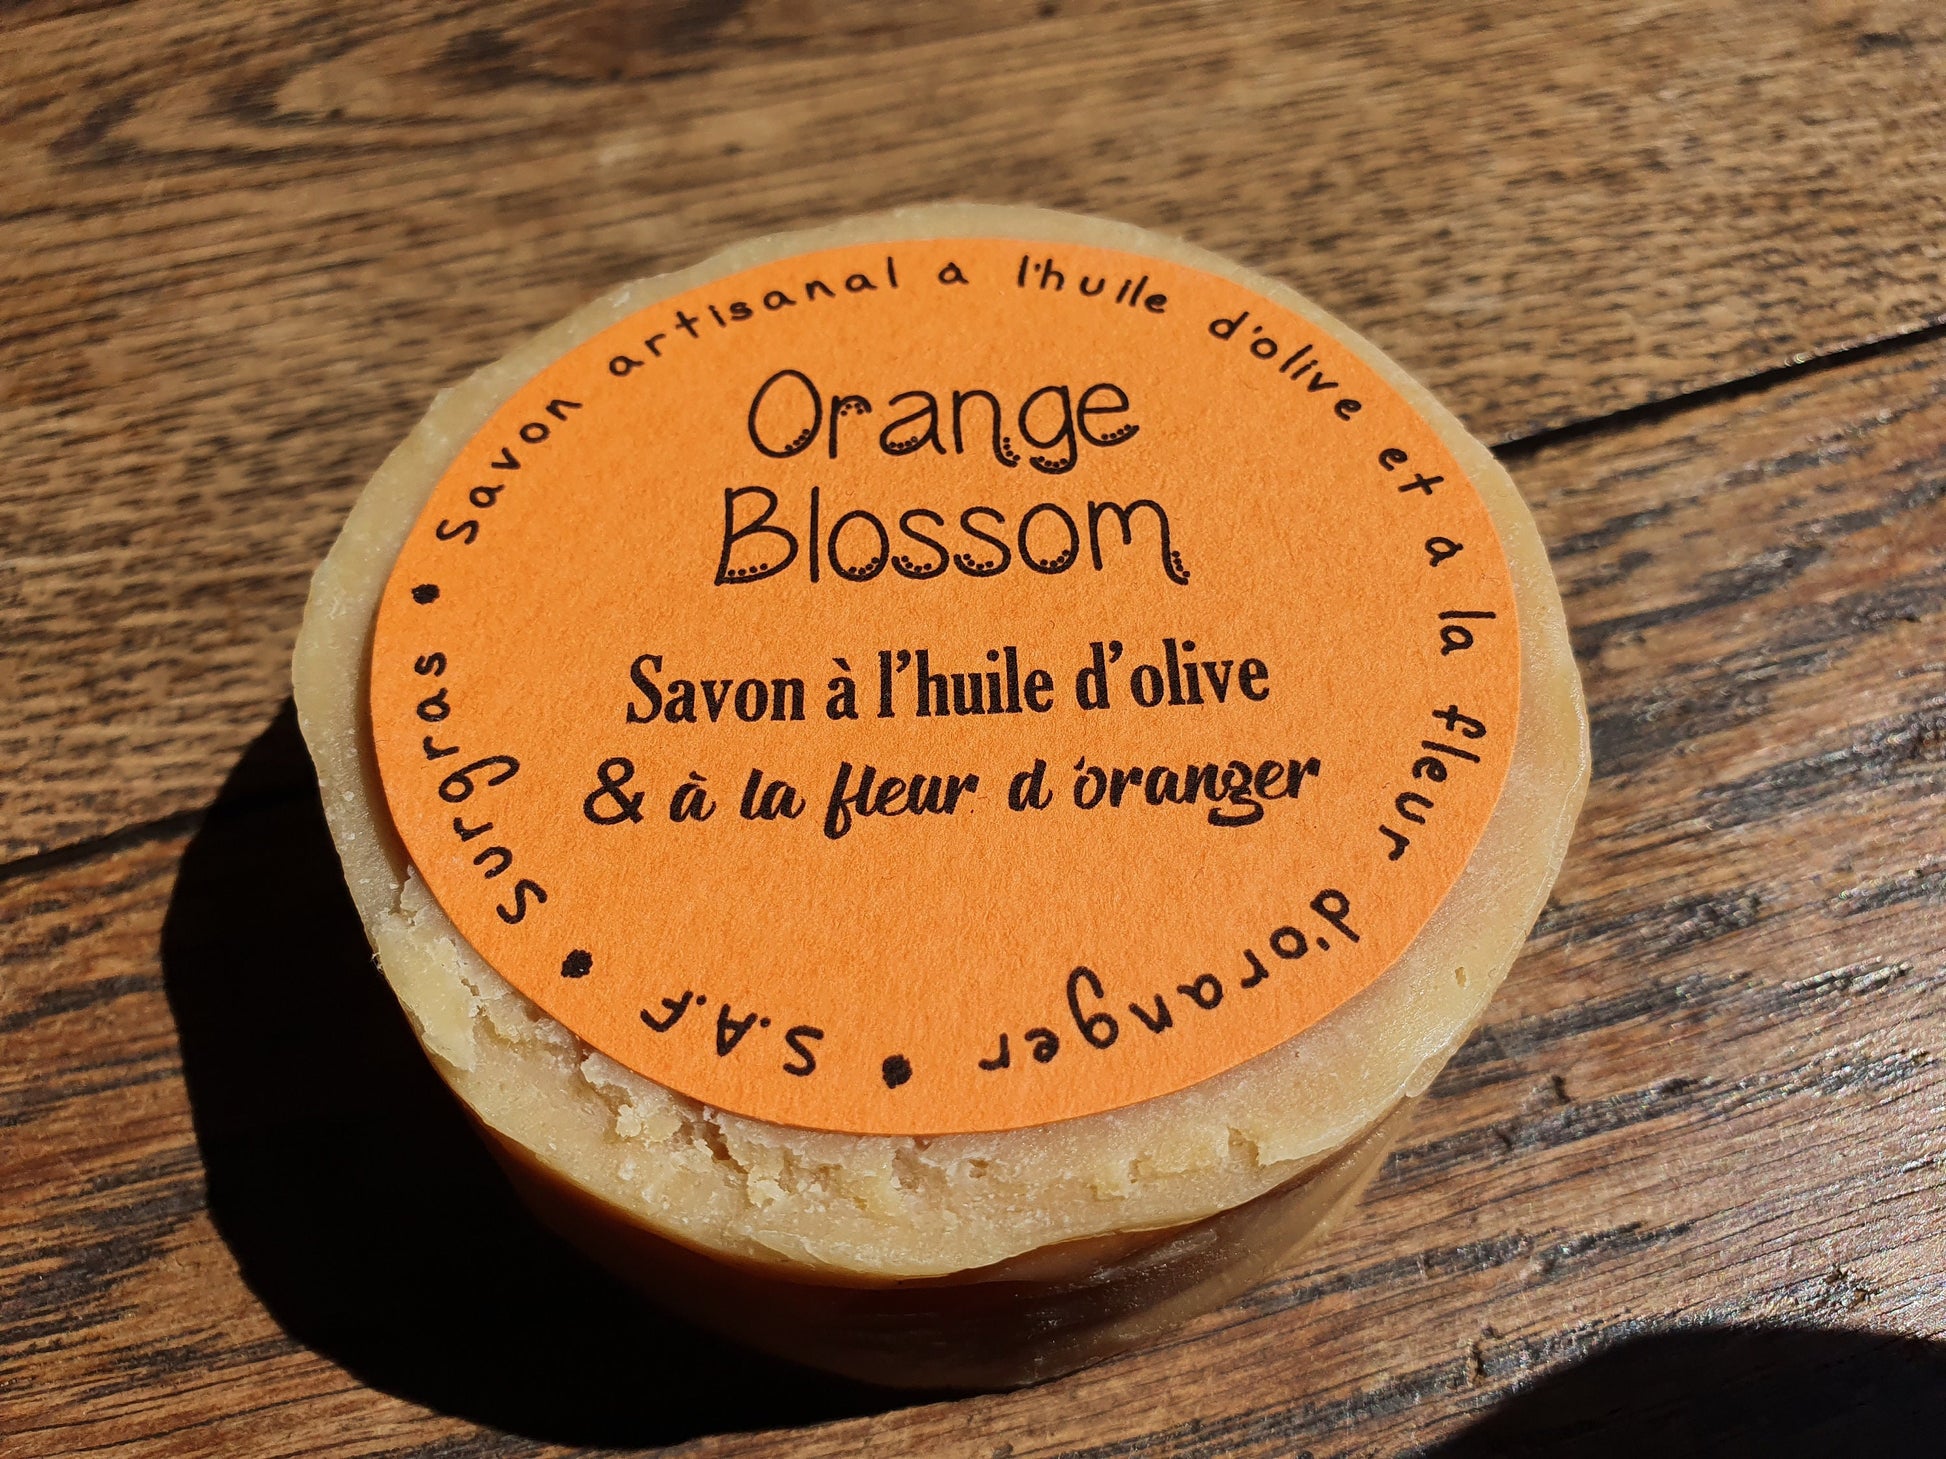 Orange
Blossom
Savon à l'huile d'olive
& à la fleur d'oranger
Savon artisanal a l'huile d'olive et a la fleur d'oranger • S.A.F • Surgras •